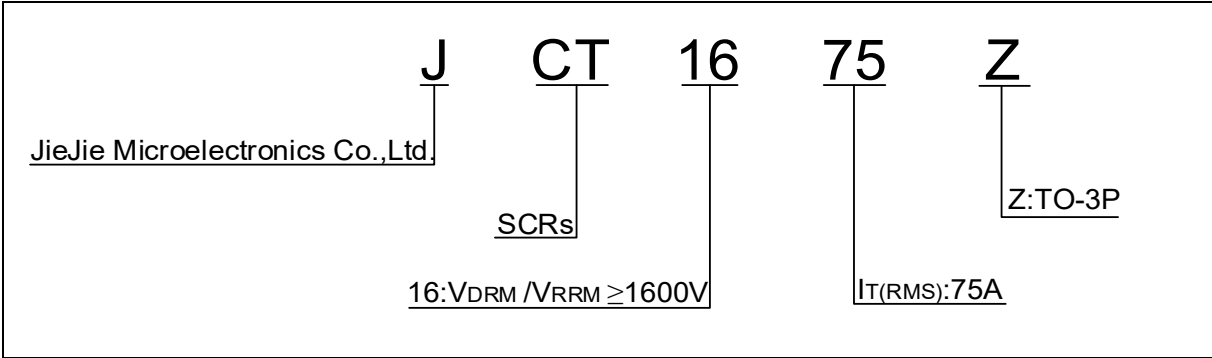 J CT 16 75 Z
JieJie Microelectronics Co.,Ltd.
Z:TO-3P
SCRs
16:VDRM /VRRM ≥1600V
IT(RMS):75A